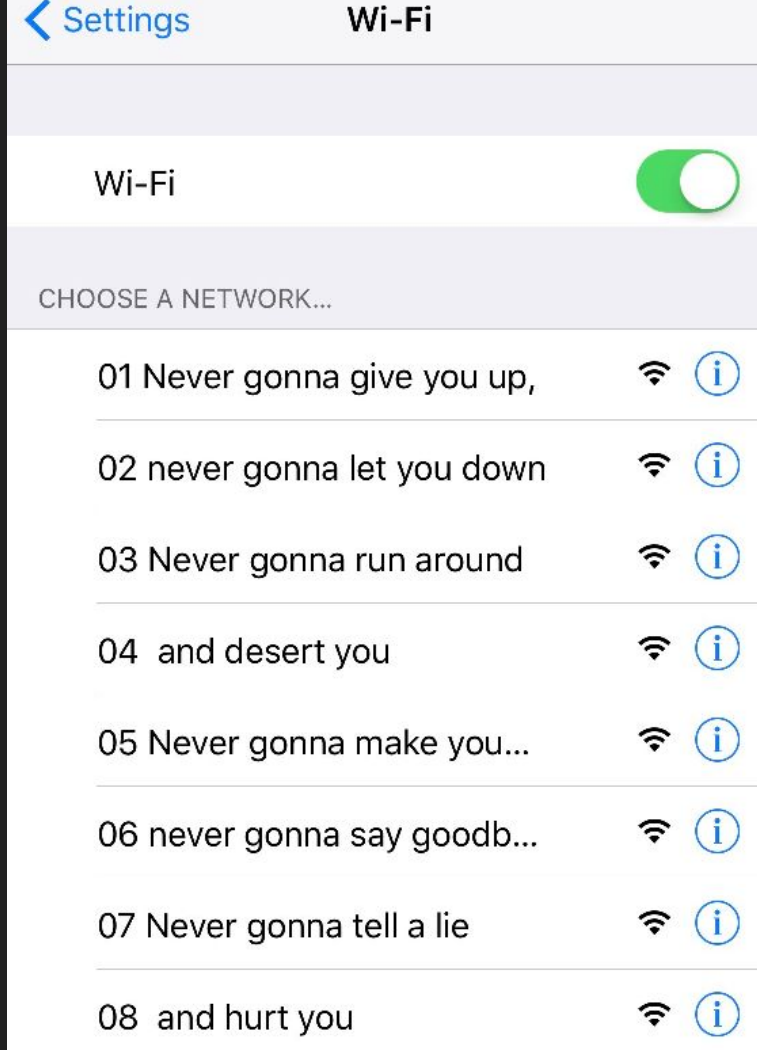 Settings Wi-Fi
Wi-Fi
CHOOSE A NETWORK...
01 Never gonna give you up,
02 never gonna let you down
03 Never gonna run around
04  and desert you
05 Never gonna make you...
06 never gonna say goodb...
07 Never gonna tell a lie
08  and hurt you